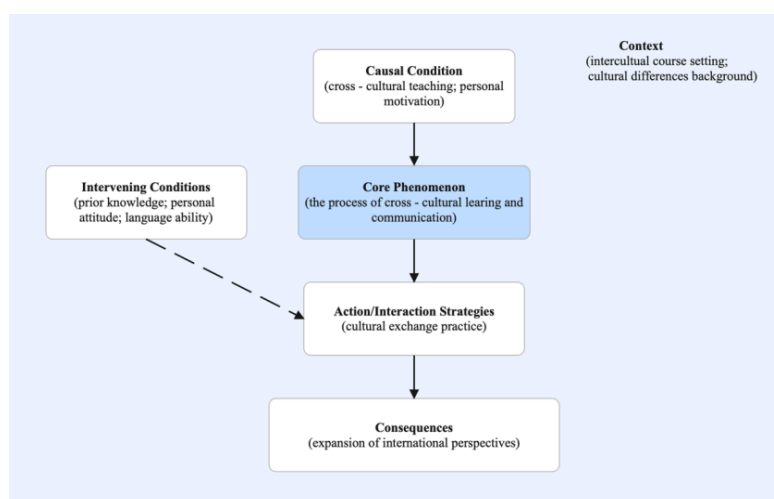 Context
(intercultual course setting;
cultural differences background)
Causal Condition
(cross - cultural teaching; personal
motivation)
Intervening Conditions
(prior knowledge; personal
attitude; language ability)
Core Phenomenon
(the process of cross - cultural learing and
communication)
Action/Interaction Strategies
(cultural exchange practice)
Consequences
(expansion of international perspectives)